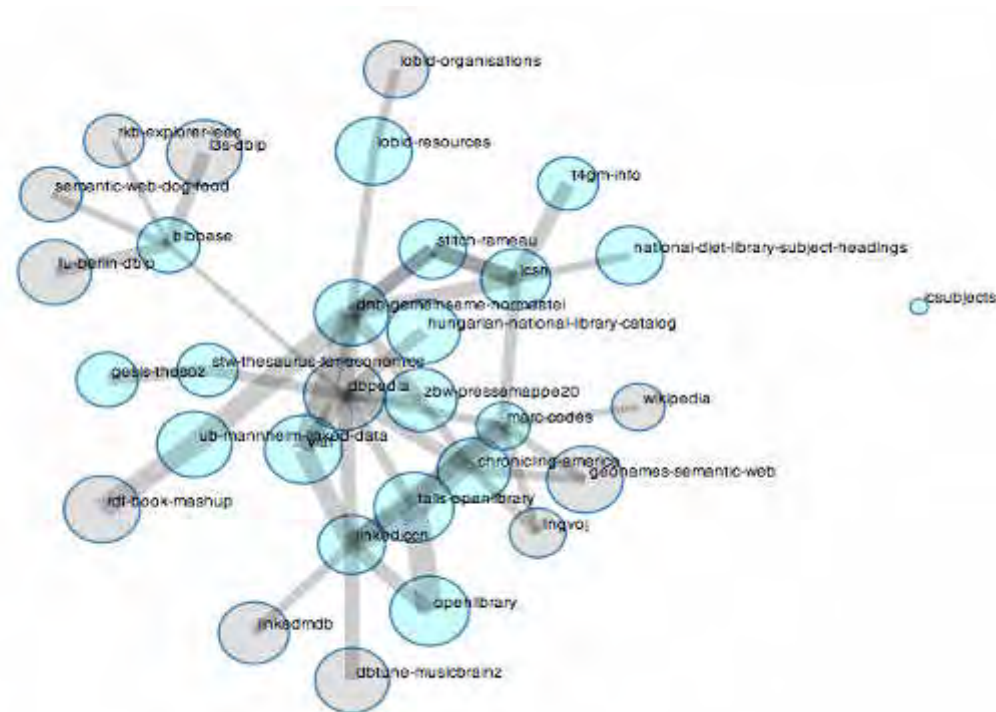 lobid-organisations
rkb-explorer-ieee
l3s-dblp
lobid-resources
t4gm-info
semantic-web-dog-food
bibbase
stitch-rameau
national-diet-library-subject-headings
lcsh
fu-berlin-dblp
lcsubjects
dnb-gemeinsame-normdatei
hungarian-national-library-catalog
stw-thesaurus-for-economics
gesis-thesoz
dbpedia
zbw-pressemappe20
wikipedia
marc-codes
ub-mannheim-linked-data
viaf
chronicling-america
geonames-semantic-web
rdf-book-mashup
talis-openlibrary
lingvoj
linkedlccn
openlibrary
linkedmdb
dbtune-musicbrainz